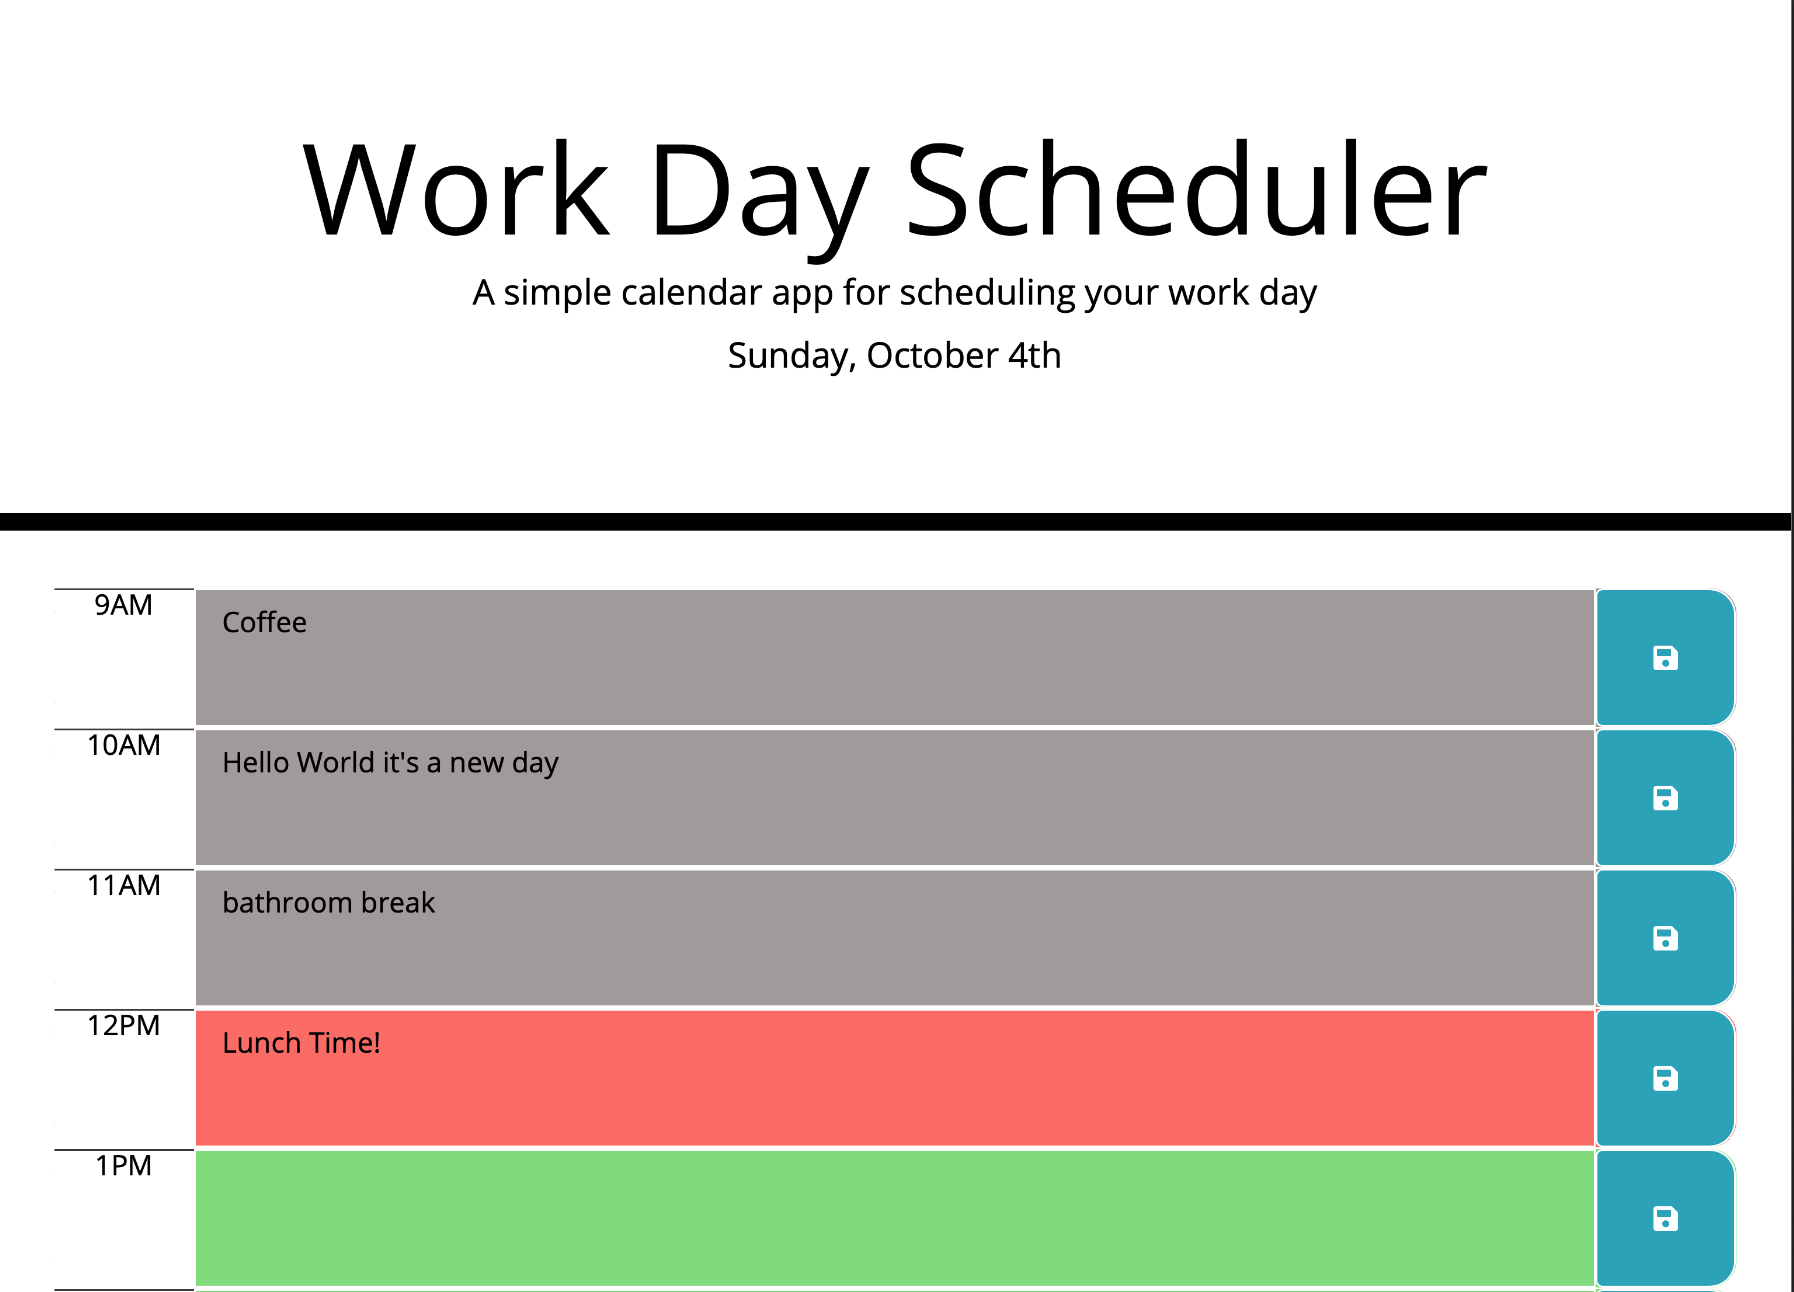 Work Day Scheduler
A simple calendar app for scheduling your work day
Sunday, October 4th
9AM
Coffee
10AM
Hello World it's a new day
11AM
bathroom break
12PM
Lunch Time!
1PM